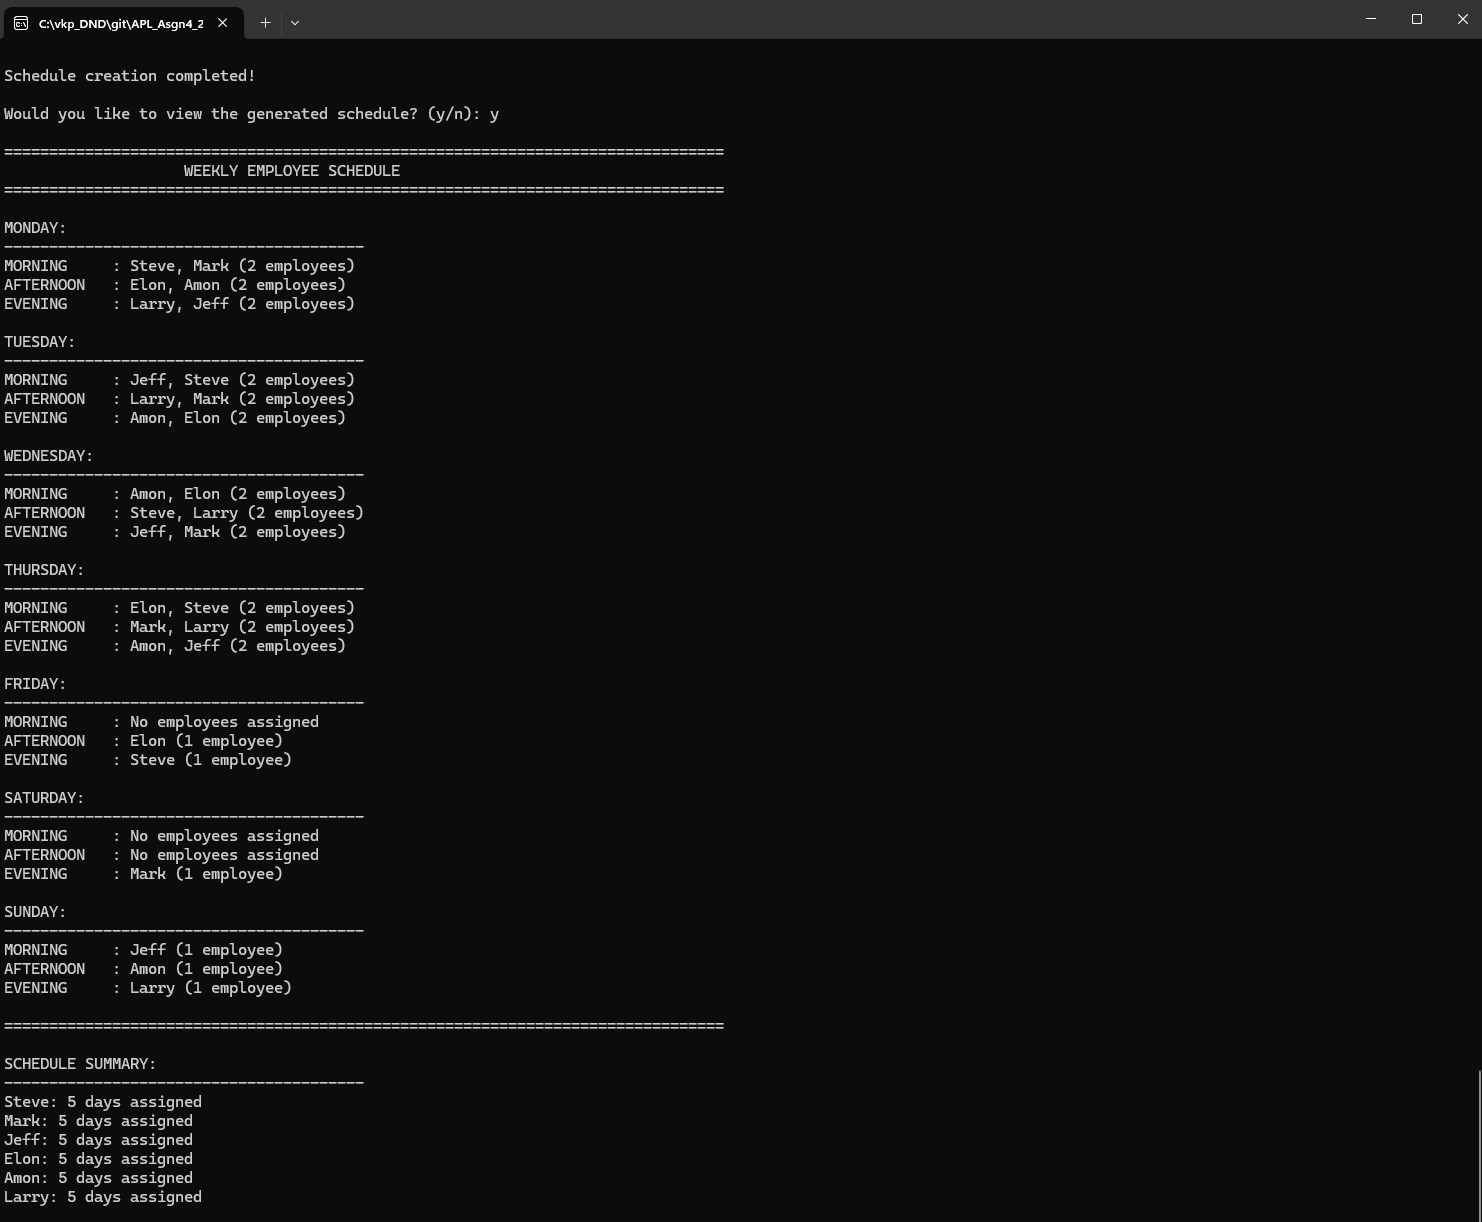 C:\vkp_DND\git\APL_Asgn4_2
Schedule creation completed!
Would you like to view the generated schedule? (y/n): y
================================================================================
                    WEEKLY EMPLOYEE SCHEDULE
================================================================================
MONDAY:
----------------------------------------
MORNING     : Steve, Mark (2 employees)
AFTERNOON   : Elon, Amon (2 employees)
EVENING     : Larry, Jeff (2 employees)
TUESDAY:
----------------------------------------
MORNING     : Jeff, Steve (2 employees)
AFTERNOON   : Larry, Mark (2 employees)
EVENING     : Amon, Elon (2 employees)
WEDNESDAY:
----------------------------------------
MORNING     : Amon, Elon (2 employees)
AFTERNOON   : Steve, Larry (2 employees)
EVENING     : Jeff, Mark (2 employees)
THURSDAY:
----------------------------------------
MORNING     : Elon, Steve (2 employees)
AFTERNOON   : Mark, Larry (2 employees)
EVENING     : Amon, Jeff (2 employees)
FRIDAY:
----------------------------------------
MORNING     : No employees assigned
AFTERNOON   : Elon (1 employee)
EVENING     : Steve (1 employee)
SATURDAY:
----------------------------------------
MORNING     : No employees assigned
AFTERNOON   : No employees assigned
EVENING     : Mark (1 employee)
SUNDAY:
----------------------------------------
MORNING     : Jeff (1 employee)
AFTERNOON   : Amon (1 employee)
EVENING     : Larry (1 employee)
================================================================================
SCHEDULE SUMMARY:
----------------------------------------
Steve: 5 days assigned
Mark: 5 days assigned
Jeff: 5 days assigned
Elon: 5 days assigned
Amon: 5 days assigned
Larry: 5 days assigned